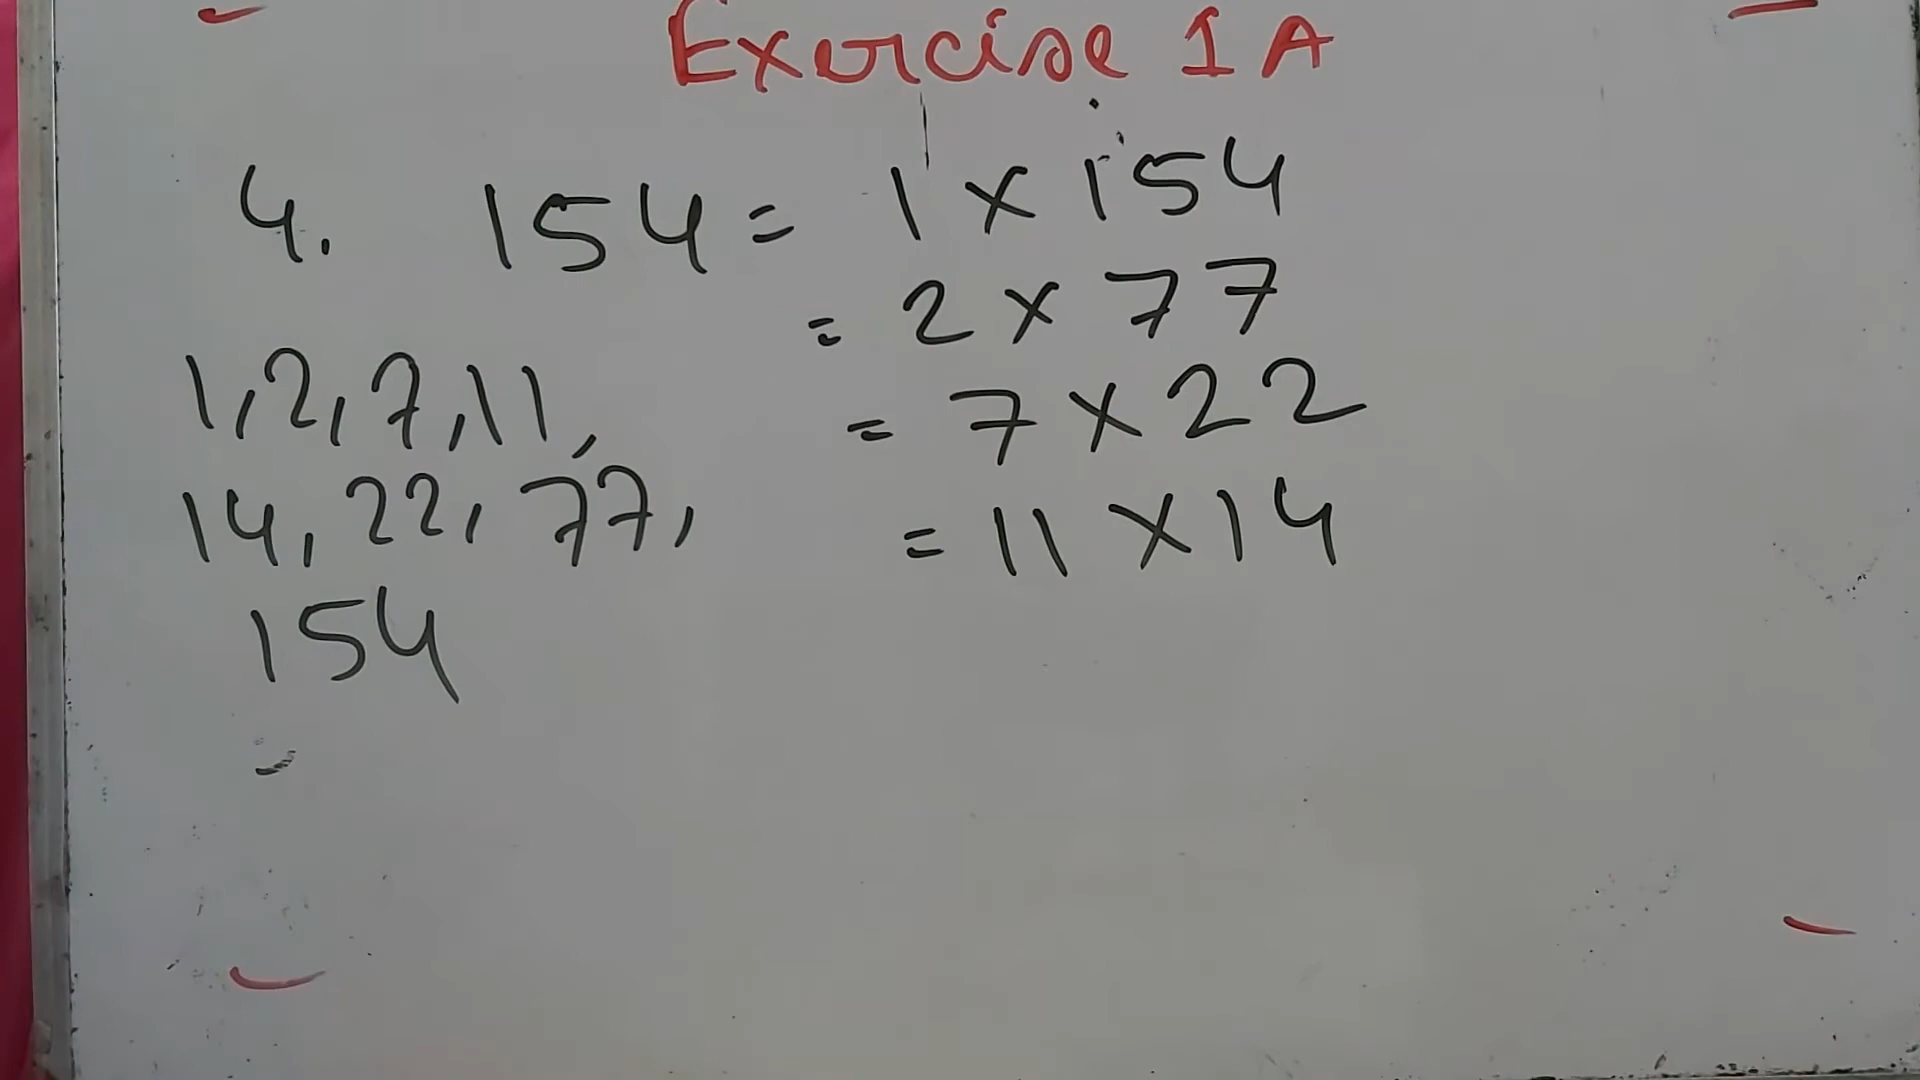 Exercise 1 A
4. 154 = 1 x 154
= 2 x 77
= 7 x 22
= 11 x 14
1, 2, 7, 11,
14, 22, 77,
154